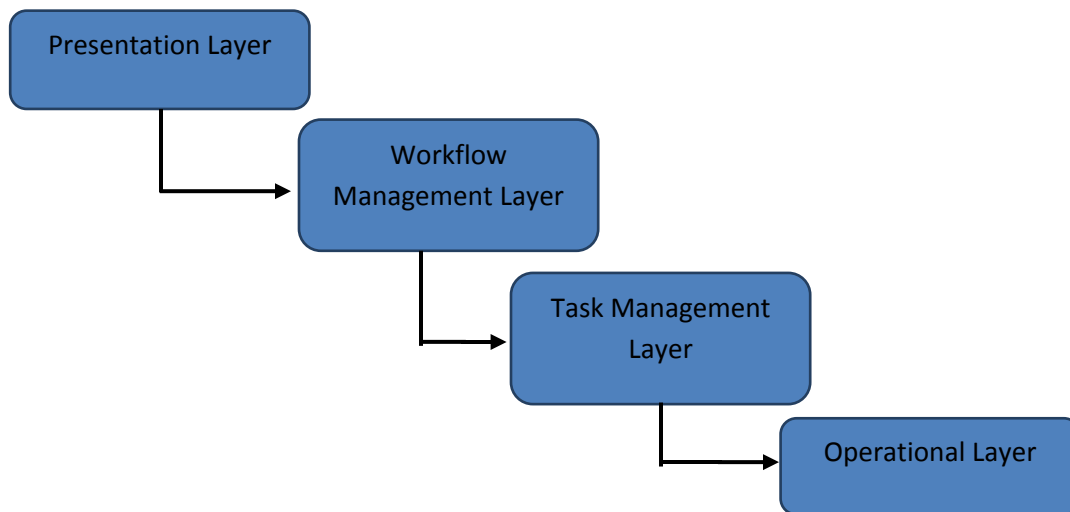 Presentation Layer
Workflow
Management Layer
Task Management
Layer
Operational Layer